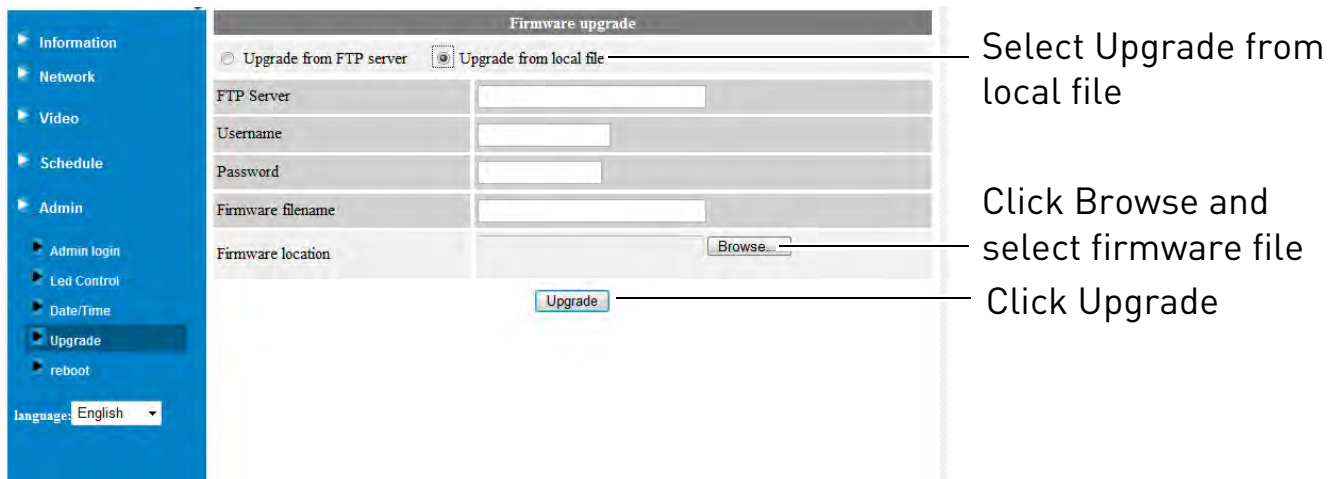 Information
Network
Video
Schedule
Admin
Admin login
Led Control
Date/Time
Upgrade
reboot
language: English
Firmware upgrade
Upgrade from FTP server Upgrade from local file
FTP Server
Username
Password
Firmware filename
Firmware location Browse...
Upgrade
Select Upgrade from
local file
Click Browse and
select firmware file
Click Upgrade